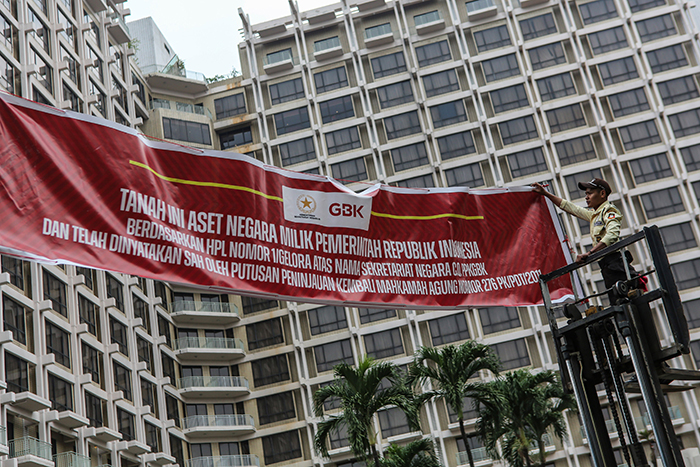 GBK
TANAH INI ASET NEGARA MILIK PEMERINTAH REPUBLIK INDONESIA
BERDASARKAN HPL NOMOR 1/GELORA ATAS NAMA SEKRETARIAT NEGARA CQ. PPKGBK
DAN TELAH DINYATAKAN SAH OLEH PUTUSAN PENINJAUAN KEMBALI MAHKAMAH AGUNG NOMOR 276 PK/PDT/2011